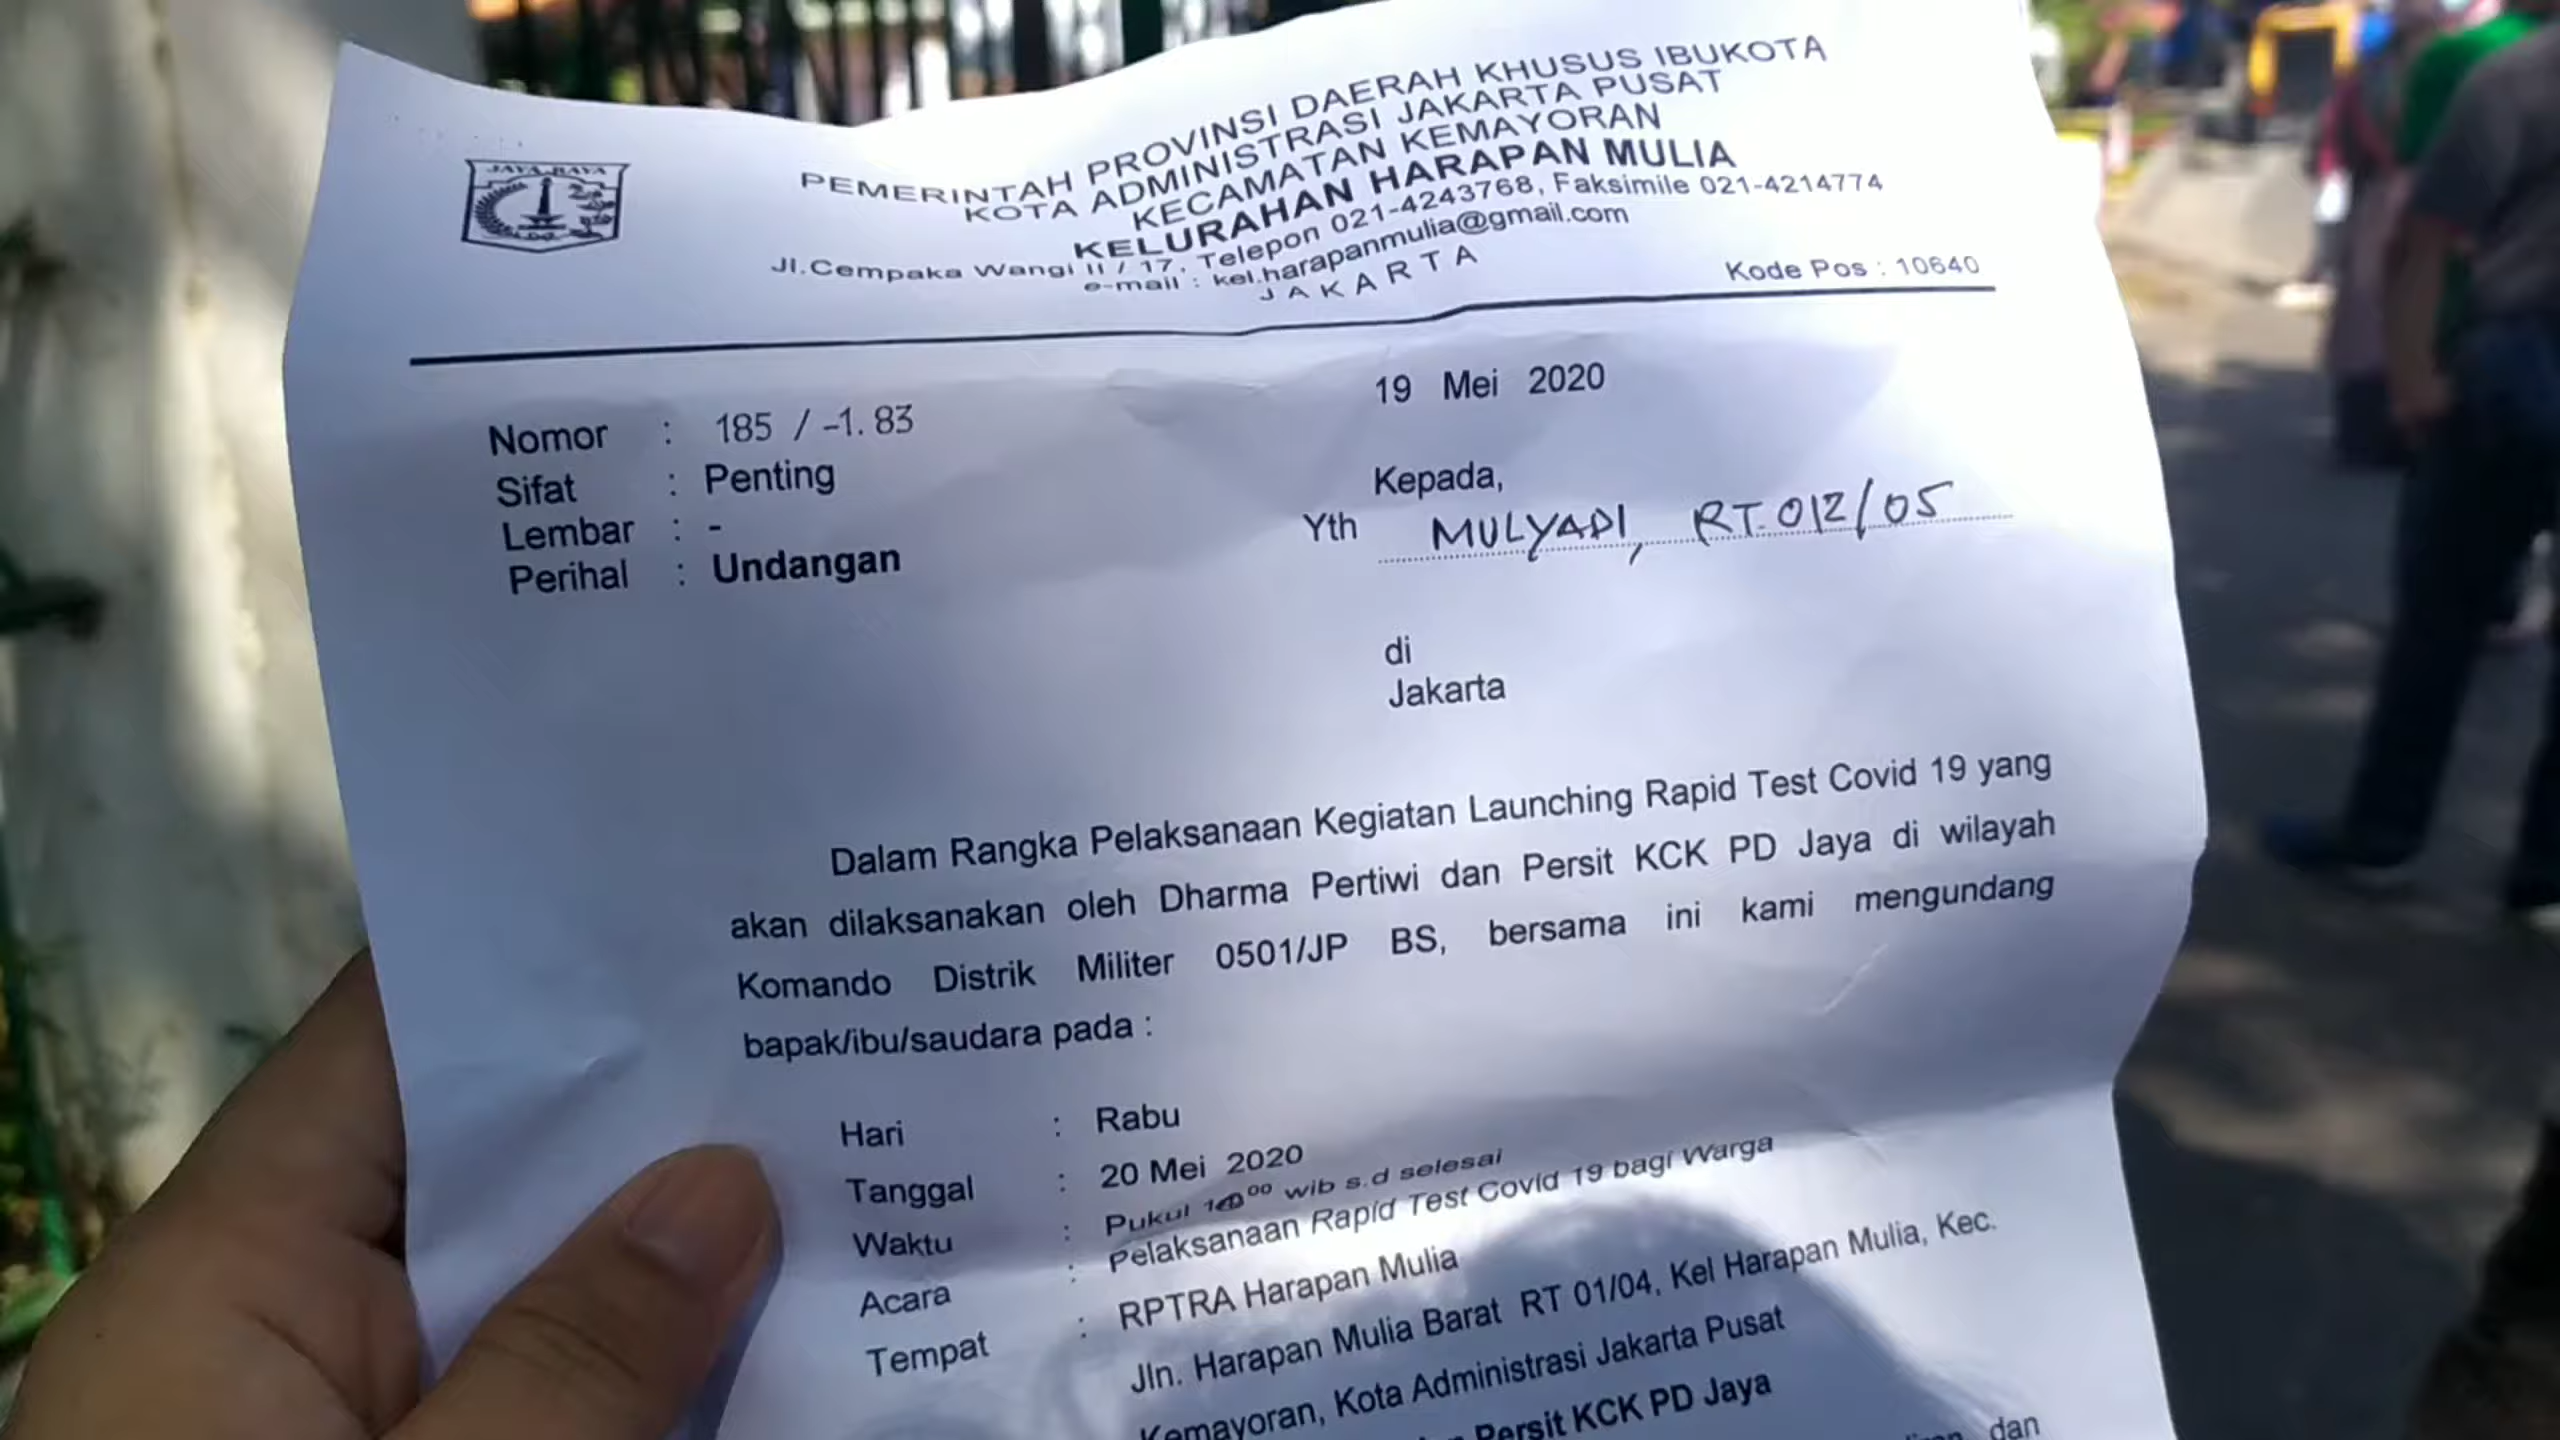 JAYA RAYA
PEMERINTAH PROVINSI DAERAH KHUSUS IBUKOTA
KOTA ADMINISTRASI JAKARTA PUSAT
KECAMATAN KEMAYORAN
KELURAHAN HARAPAN MULIA
Jl.Cempaka Wangi II / 17, Telepon 021-4243768, Faksimile 021-4214774
e-mail : kel.harapanmulia@gmail.com
JAKARTA
Kode Pos : 10640
19 Mei 2020
Nomor : 185 / -1.83
Sifat : Penting
Lembar : -
Perihal : Undangan
Kepada,
Yth MULYADI, RT.012/05
di
Jakarta
Dalam Rangka Pelaksanaan Kegiatan Launching Rapid Test Covid 19 yang
akan dilaksanakan oleh Dharma Pertiwi dan Persit KCK PD Jaya di wilayah
Komando Distrik Militer 0501/JP BS, bersama ini kami mengundang
bapak/ibu/saudara pada :
Hari : Rabu
Tanggal : 20 Mei 2020
Waktu : Pukul wib s.d selesai
Acara : Pelaksanaan Rapid Test Covid 19 bagi Warga
Tempat : RPTRA Harapan Mulia
Jln. Harapan Mulia Barat RT 01/04, Kel Harapan Mulia, Kec.
Kemayoran, Kota Administrasi Jakarta Pusat
Persit KCK PD Jaya
dan